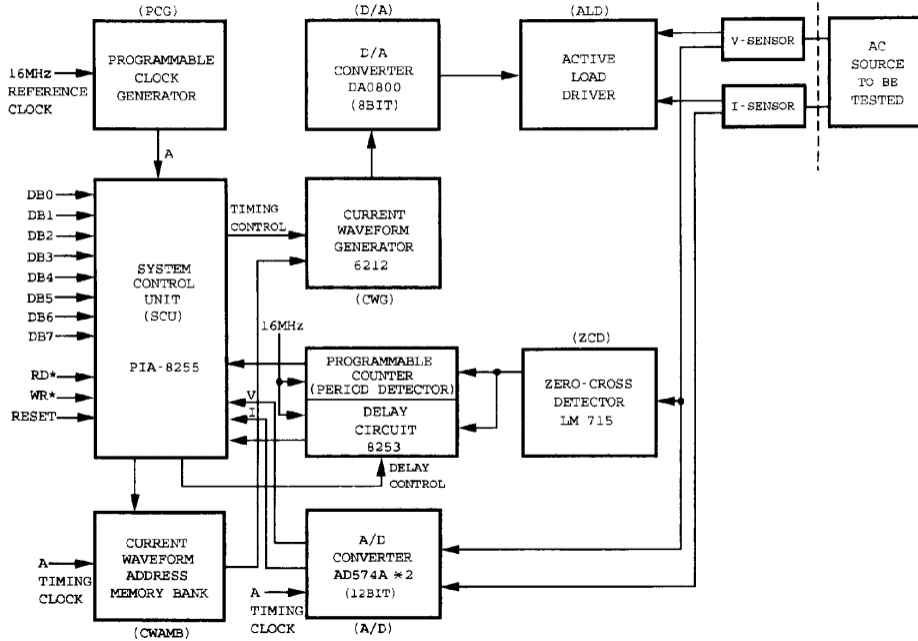 (PCG)
PROGRAMMABLE
CLOCK
GENERATOR
16MHz
REFERENCE
CLOCK
A
(D/A)
D/A
CONVERTER
DA0800
(8BIT)
(ALD)
ACTIVE
LOAD
DRIVER
V-SENSOR
I-SENSOR
AC
SOURCE
TO BE
TESTED
DB0
DB1
DB2
DB3
DB4
DB5
DB6
DB7
RD*
WR*
RESET
SYSTEM
CONTROL
UNIT
(SCU)
PIA-8255
TIMING
CONTROL
CURRENT
WAVEFORM
GENERATOR
6212
(CWG)
16MHz
V
I
PROGRAMMABLE
COUNTER
(PERIOD DETECTOR)
DELAY
CIRCUIT
8253
DELAY
CONTROL
(ZCD)
ZERO-CROSS
DETECTOR
LM 715
A
TIMING
CLOCK
CURRENT
WAVEFORM
ADDRESS
MEMORY BANK
(CWAMB)
A
TIMING
CLOCK
A/D
CONVERTER
AD574A *2
(12BIT)
(A/D)